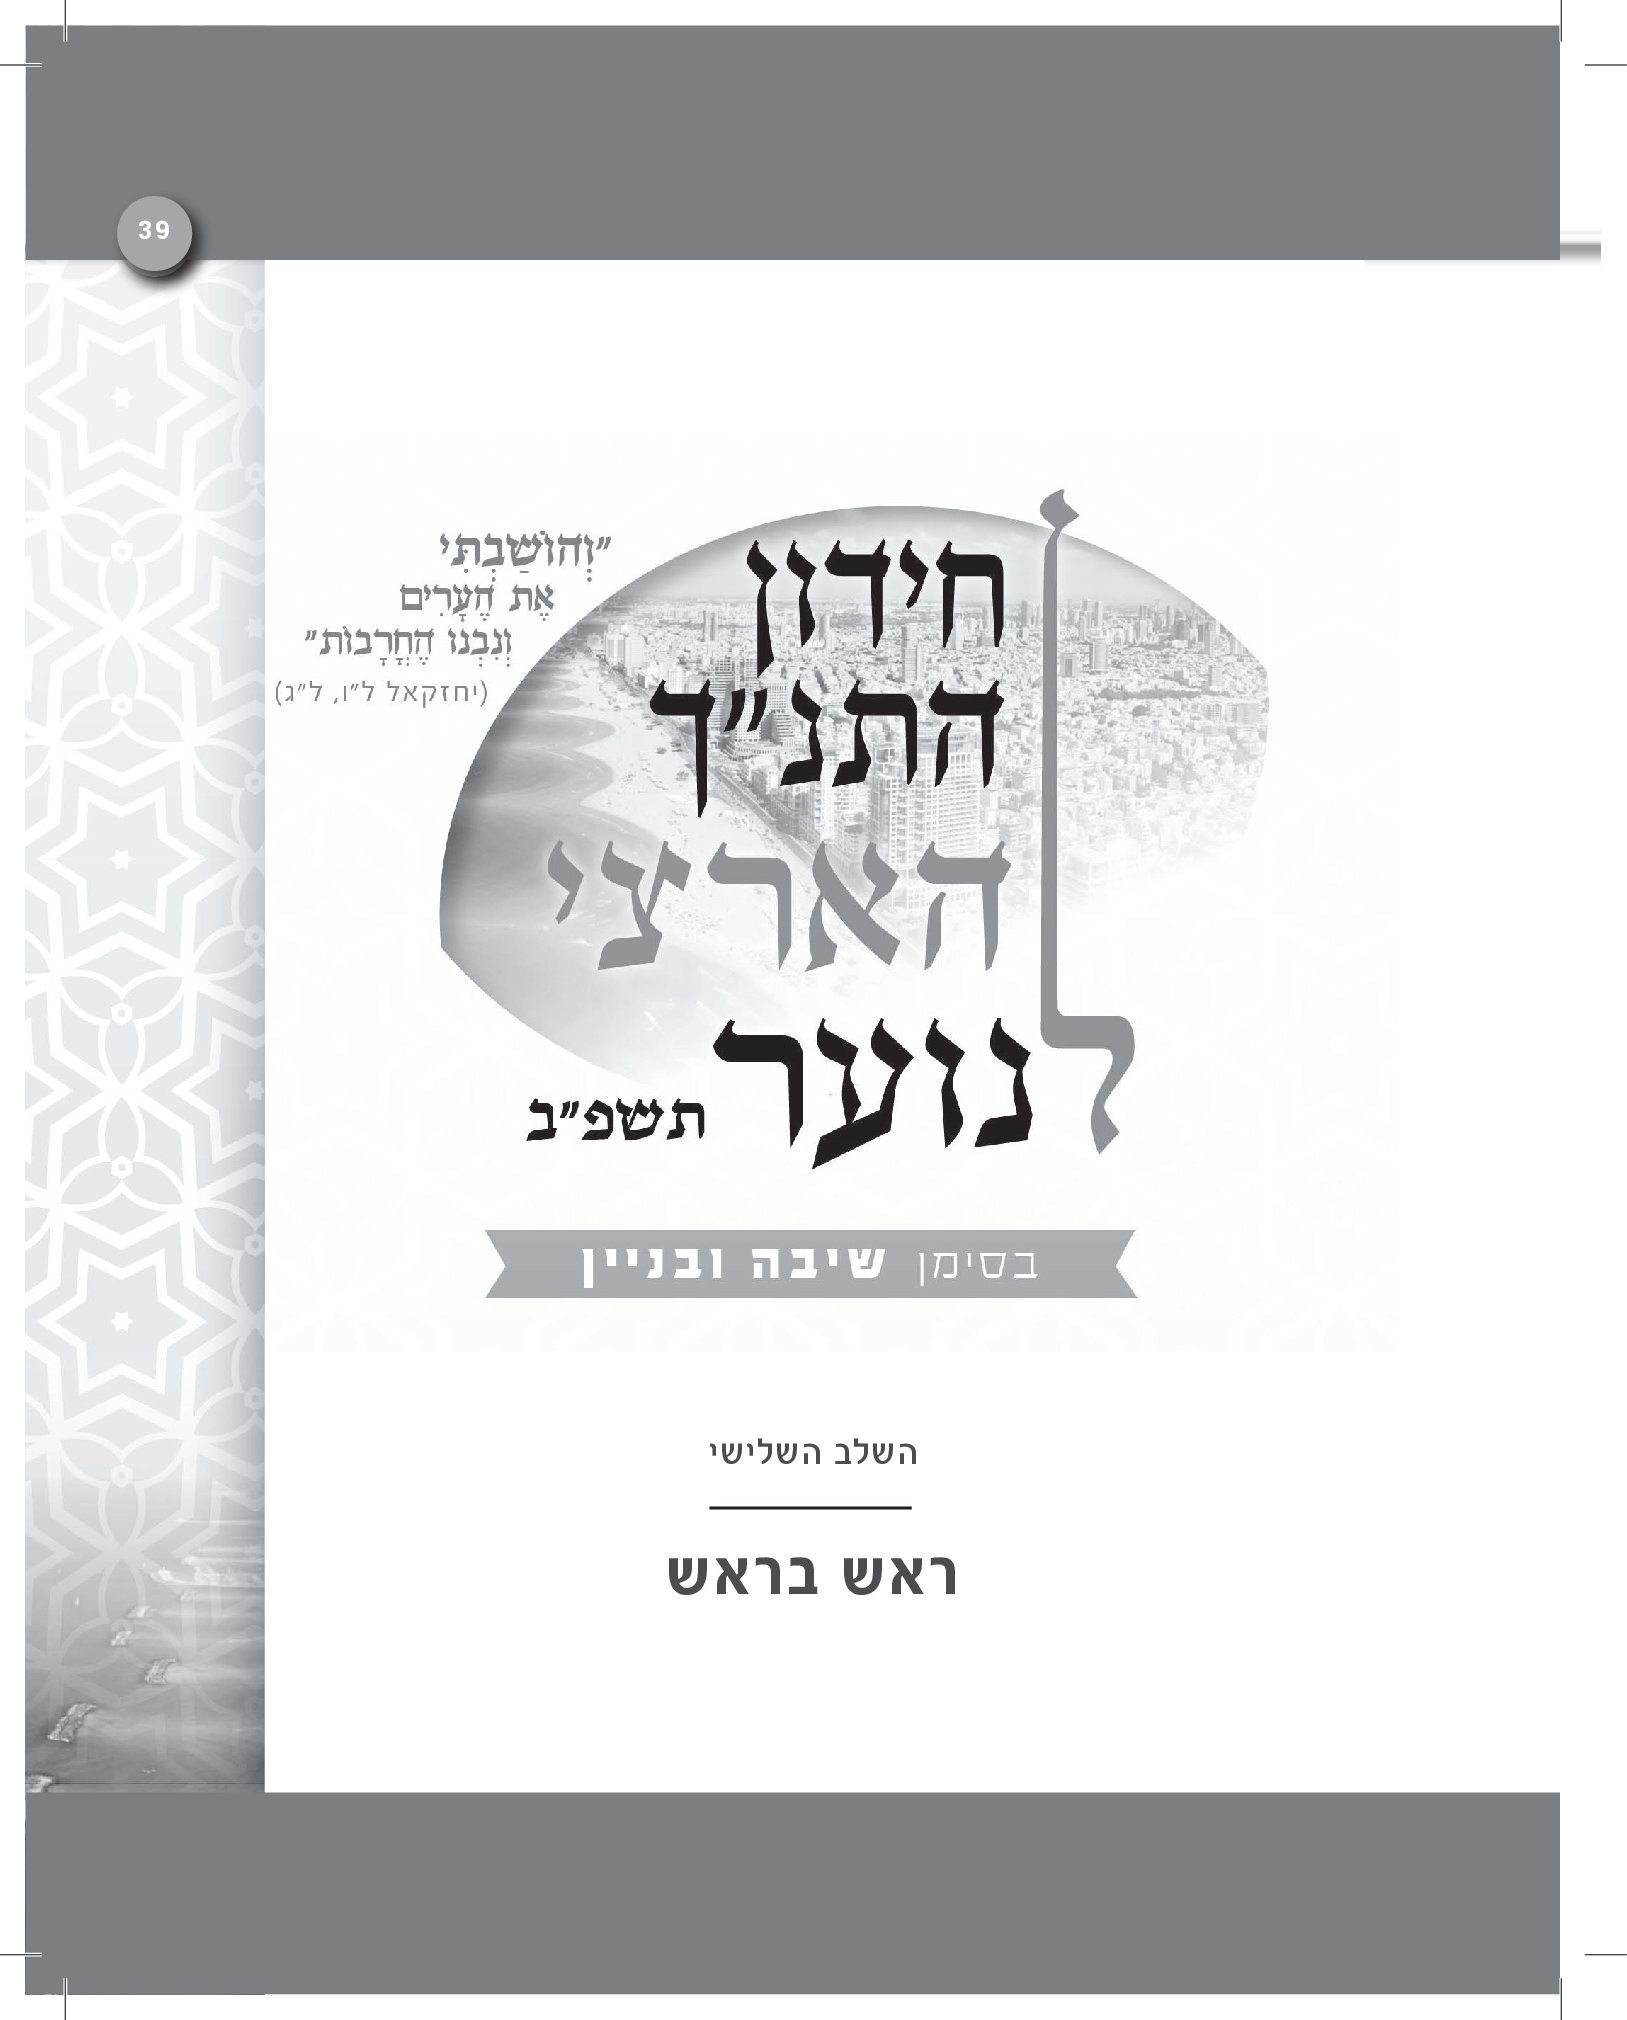 39
"וְהוֹשַׁבְתִּי
אֶת הֶעָרִים
וְנִבְנוּ הֶחֳרָבוֹת"
(יחזקאל ל"ו, ל"ג)
חידון
התנ"ך
הארצי
לנוער תשפ"ב
בסימן שיבה ובניין
השלב השלישי
ראש בראש